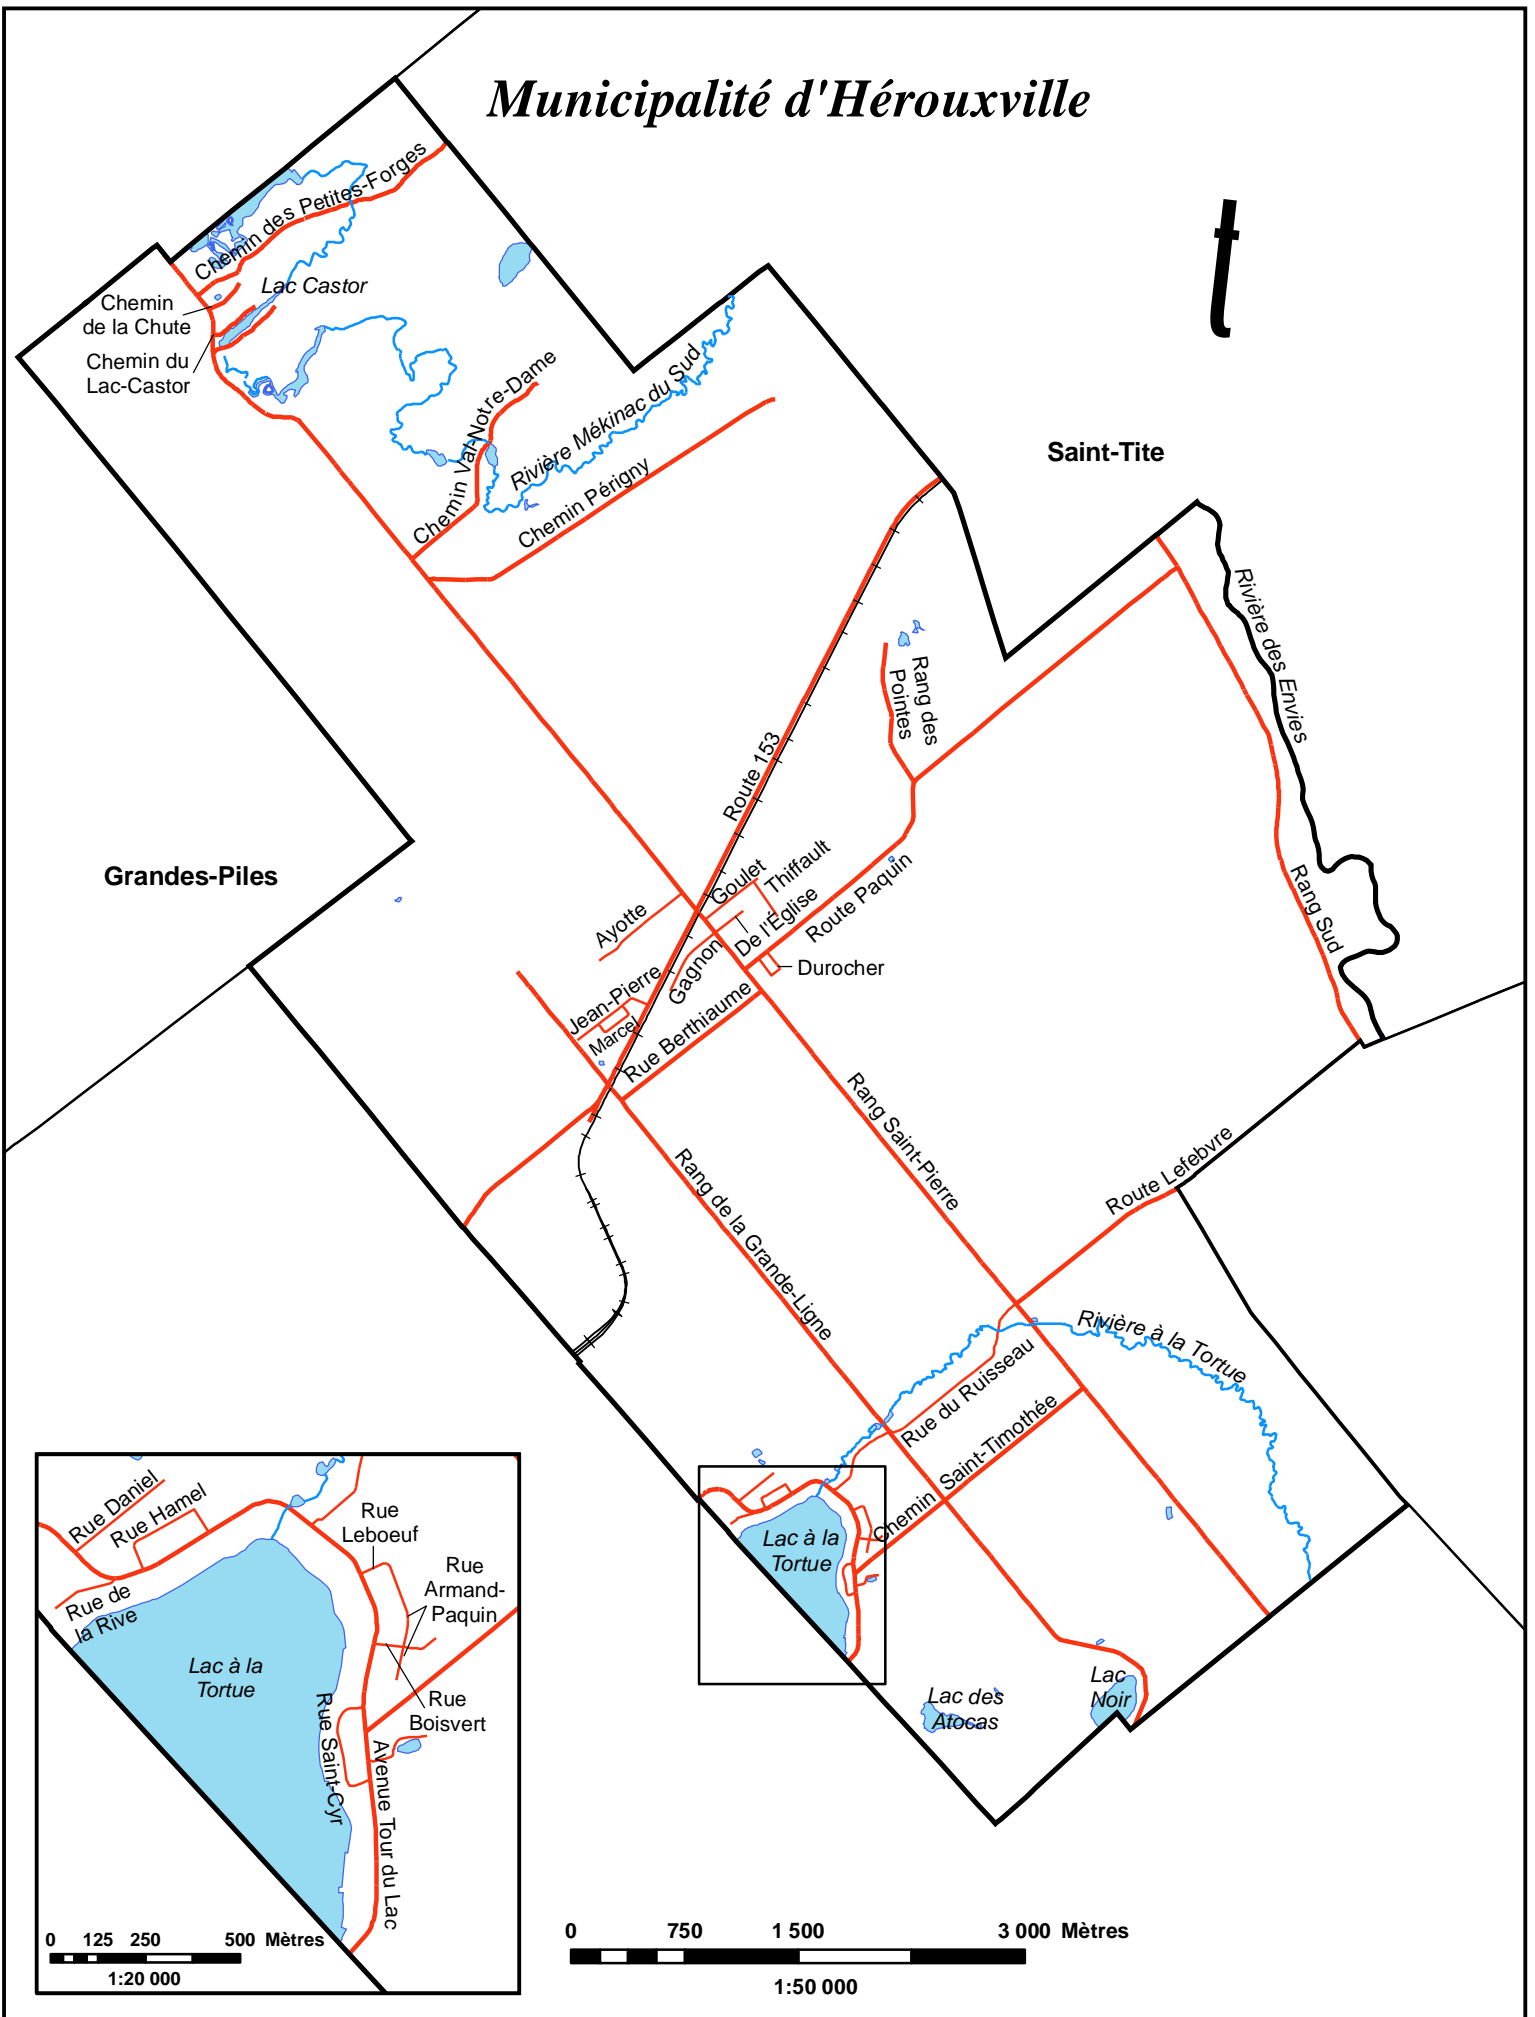 Municipalité d'Hérouxville
t
Chemin des Petites-Forges
Lac Castor
Chemin
de la Chute
Chemin du
Lac-Castor
Chemin Val-Notre-Dame
Rivière Mékinac du Sud
Chemin Périgny
Saint-Tite
Rivière des Envies
Rang des
Pointes
Route 153
Grandes-Piles
Goulet
Thiffault
Ayotte
De l'Église
Route Paquin
Rang Sud
Gagnon
Durocher
Jean-Pierre
Marcel
Rue Berthiaume
Rang Saint-Pierre
Rang de la Grande-Ligne
Route Lefebvre
Rivière à la Tortue
Rue du Ruisseau
Chemin Saint-Timothée
Lac à la
Tortue
Lac des
Atocas
Lac
Noir
Rue Daniel
Rue Hamel
Rue
Leboeuf
Rue
Armand-
Paquin
Rue de
la Rive
Lac à la
Tortue
Rue
Boisvert
Rue Saint-Cyr
Avenue Tour du Lac
0 125 250 500 Mètres
1:20 000
0 750 1 500 3 000 Mètres
1:50 000